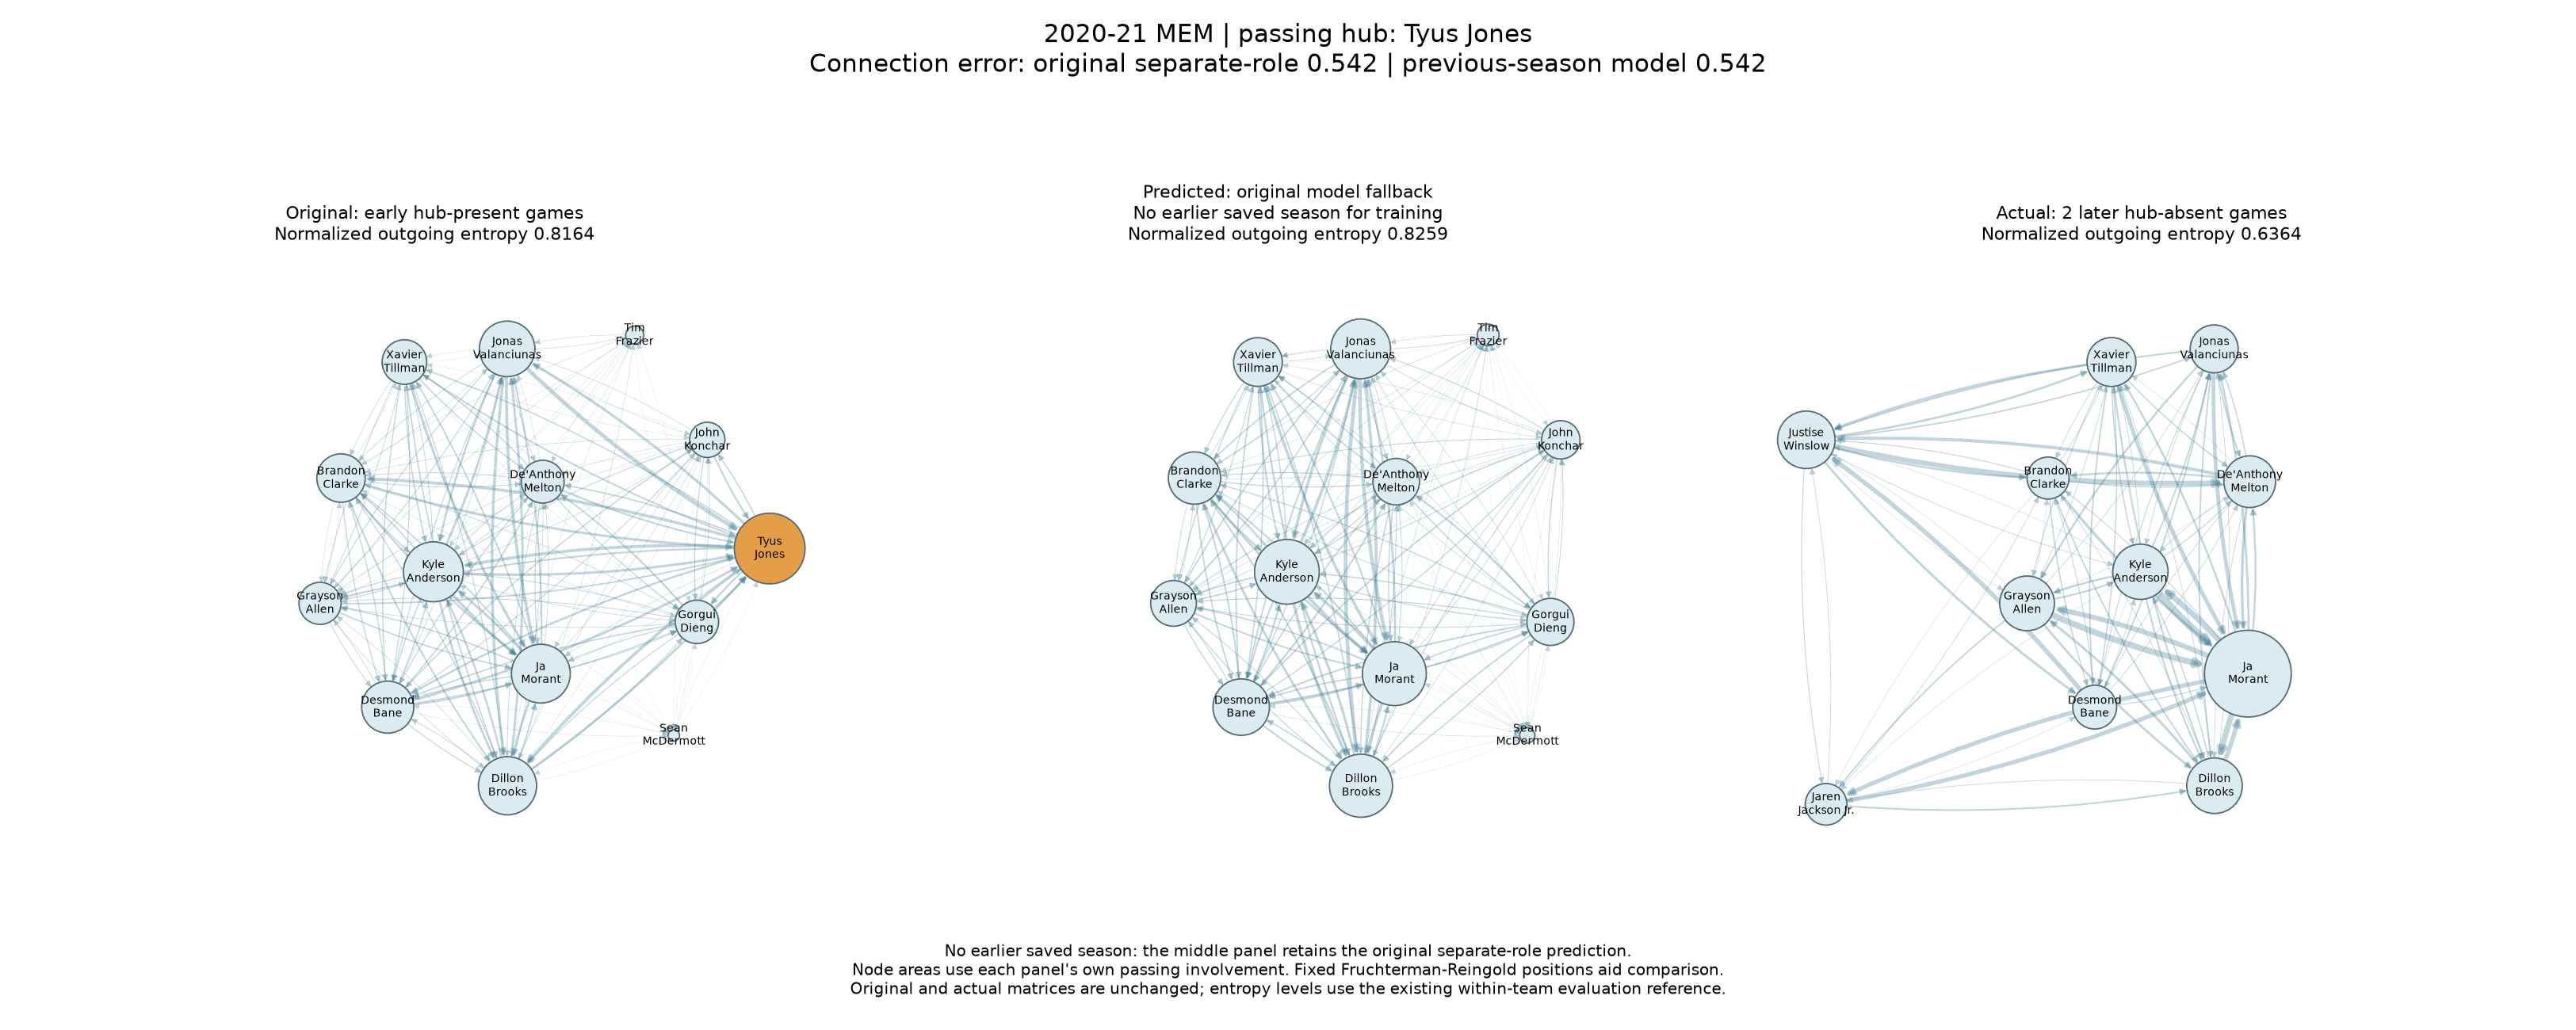 2020-21 MEM | passing hub: Tyus Jones
Connection error: original separate-role 0.542 | previous-season model 0.542
Original: early hub-present games
Normalized outgoing entropy 0.8164
Tim
Frazier
Jonas
Valanciunas
Xavier
Tillman
John
Konchar
Brandon
Clarke
De'Anthony
Melton
Tyus
Jones
Kyle
Anderson
Grayson
Allen
Gorgui
Dieng
Ja
Morant
Desmond
Bane
Sean
McDermott
Dillon
Brooks
Predicted: original model fallback
No earlier saved season for training
Normalized outgoing entropy 0.8259
Tim
Frazier
Jonas
Valanciunas
Xavier
Tillman
John
Konchar
Brandon
Clarke
De'Anthony
Melton
Kyle
Anderson
Grayson
Allen
Gorgui
Dieng
Ja
Morant
Desmond
Bane
Sean
McDermott
Dillon
Brooks
Actual: 2 later hub-absent games
Normalized outgoing entropy 0.6364
Jonas
Valanciunas
Xavier
Tillman
Justise
Winslow
Brandon
Clarke
De'Anthony
Melton
Kyle
Anderson
Grayson
Allen
Ja
Morant
Desmond
Bane
Dillon
Brooks
Jaren
Jackson Jr.
No earlier saved season: the middle panel retains the original separate-role prediction.
Node areas use each panel's own passing involvement. Fixed Fruchterman-Reingold positions aid comparison.
Original and actual matrices are unchanged; entropy levels use the existing within-team evaluation reference.